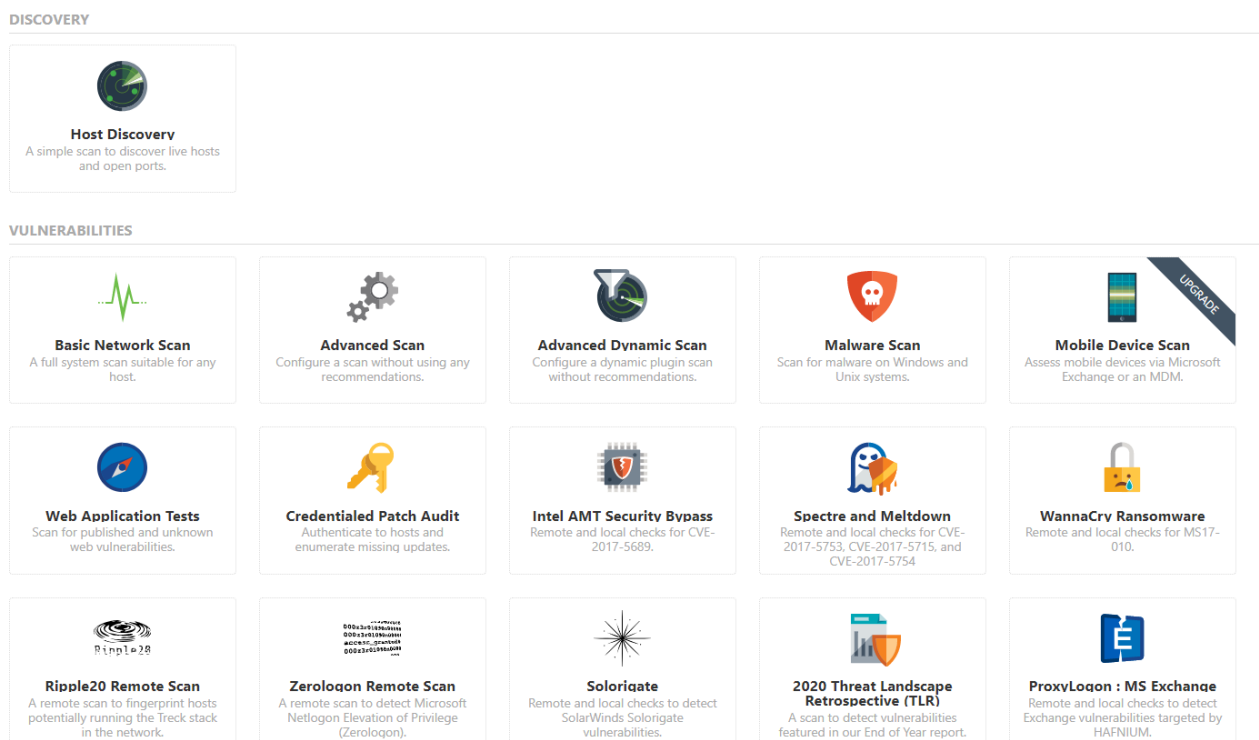 DISCOVERY
Host Discovery
A simple scan to discover live hosts
and open ports.
VULNERABILITIES
Basic Network Scan
A full system scan suitable for any
host.
Advanced Scan
Configure a scan without using any
recommendations.
Advanced Dynamic Scan
Configure a dynamic plugin scan
without recommendations.
Malware Scan
Scan for malware on Windows and
Unix systems.
UPGRADE
Mobile Device Scan
Assess mobile devices via Microsoft
Exchange or an MDM.
Web Application Tests
Scan for published and unknown
web vulnerabilities.
Credentialed Patch Audit
Authenticate to hosts and
enumerate missing updates.
Intel AMT Security Bypass
Remote and local checks for CVE-
2017-5689.
Spectre and Meltdown
Remote and local checks for CVE-
2017-5753, CVE-2017-5715, and
CVE-2017-5754
WannaCry Ransomware
Remote and local checks for MS17-
010.
Ripple20
Ripple20 Remote Scan
A remote scan to fingerprint hosts
potentially running the Treck stack
in the network.
Zerologon Remote Scan
A remote scan to detect Microsoft
Netlogon Elevation of Privilege
(Zerologon).
Solorigate
Remote and local checks to detect
SolarWinds Solorigate
vulnerabilities.
2020 Threat Landscape
Retrospective (TLR)
A scan to detect vulnerabilities
featured in our End of Year report.
E
ProxyLogon : MS Exchange
Remote and local checks to detect
Exchange vulnerabilities targeted by
HAFNIUM.